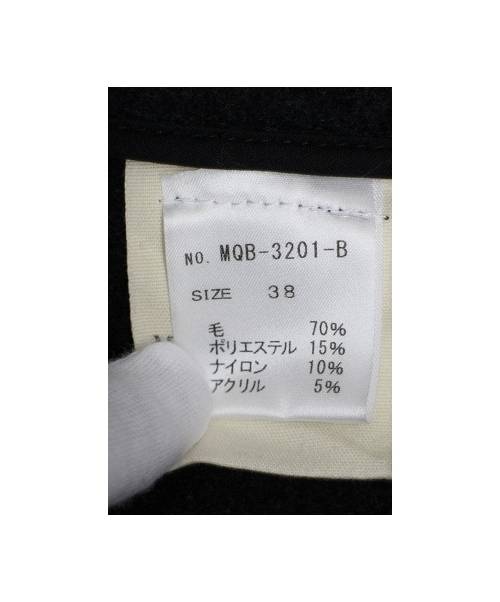 NO. MQB-3201-B
SIZE 38
毛 70%
ポリエステル 15%
ナイロン 10%
アクリル 5%